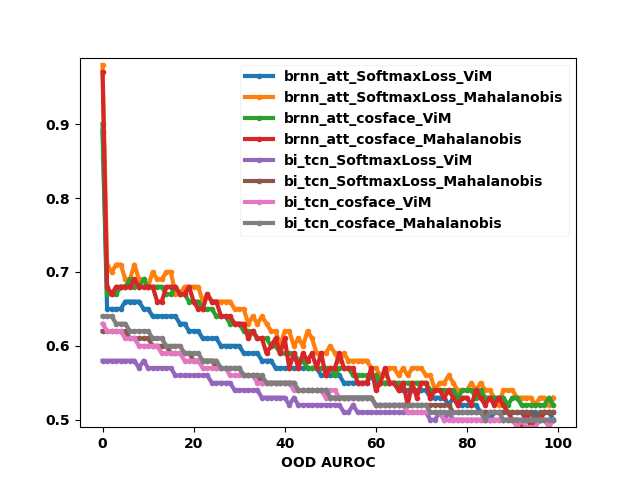 brnn_att_SoftmaxLoss_ViM
brnn_att_SoftmaxLoss_Mahalanobis
brnn_att_cosface_ViM
brnn_att_cosface_Mahalanobis
bi_tcn_SoftmaxLoss_ViM
bi_tcn_SoftmaxLoss_Mahalanobis
bi_tcn_cosface_ViM
bi_tcn_cosface_Mahalanobis
0.9
0.8
0.7
0.6
0.5
0 20 40 60 80 100
OOD AUROC